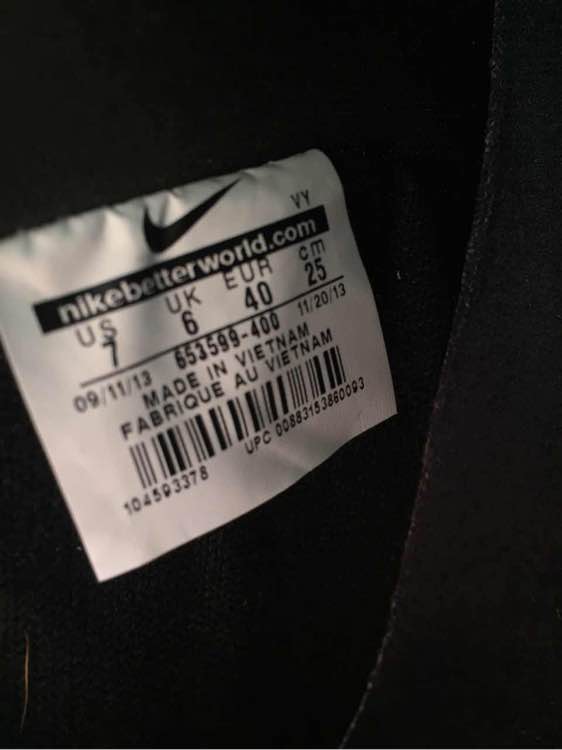 VY
nikebetterworld.com
US UK EUR cm
7 6 40 25
09/11/13 653599-400 11/20/13
MADE IN VIETNAM
FABRIQUE AU VIETNAM
104593378 UPC 00883153860093